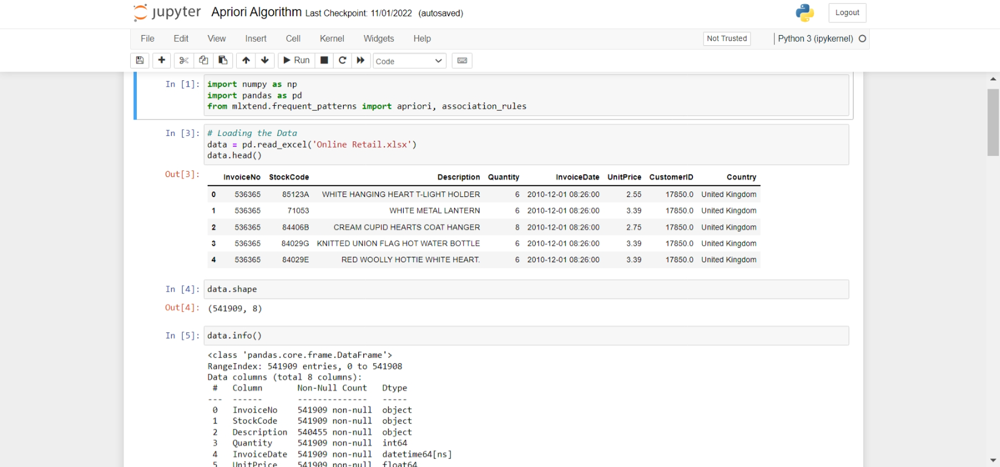 jupyter Apriori Algorithm Last Checkpoint: 11/01/2022 (autosaved) Logout
File Edit View Insert Cell Kernel Widgets Help Not Trusted Python 3 (ipykernel)
Run Code
In [1]: import numpy as np
import pandas as pd
from mlxtend.frequent_patterns import apriori, association_rules
In [3]: # Loading the Data
data = pd.read_excel('Online Retail.xlsx')
data.head()
Out[3]: InvoiceNo StockCode Description Quantity InvoiceDate UnitPrice CustomerID Country
0 536365 85123A WHITE HANGING HEART T-LIGHT HOLDER 6 2010-12-01 08:26:00 2.55 17850.0 United Kingdom
1 536365 71053 WHITE METAL LANTERN 6 2010-12-01 08:26:00 3.39 17850.0 United Kingdom
2 536365 84406B CREAM CUPID HEARTS COAT HANGER 8 2010-12-01 08:26:00 2.75 17850.0 United Kingdom
3 536365 84029G KNITTED UNION FLAG HOT WATER BOTTLE 6 2010-12-01 08:26:00 3.39 17850.0 United Kingdom
4 536365 84029E RED WOOLLY HOTTIE WHITE HEART. 6 2010-12-01 08:26:00 3.39 17850.0 United Kingdom
In [4]: data.shape
Out[4]: (541909, 8)
In [5]: data.info()
<class 'pandas.core.frame.DataFrame'>
RangeIndex: 541909 entries, 0 to 541908
Data columns (total 8 columns):
# Column Non-Null Count Dtype
--- ------ -------------- -----
0 InvoiceNo 541909 non-null object
1 StockCode 541909 non-null object
2 Description 540455 non-null object
3 Quantity 541909 non-null int64
4 InvoiceDate 541909 non-null datetime64[ns]
5 UnitPrice 541909 non-null float64